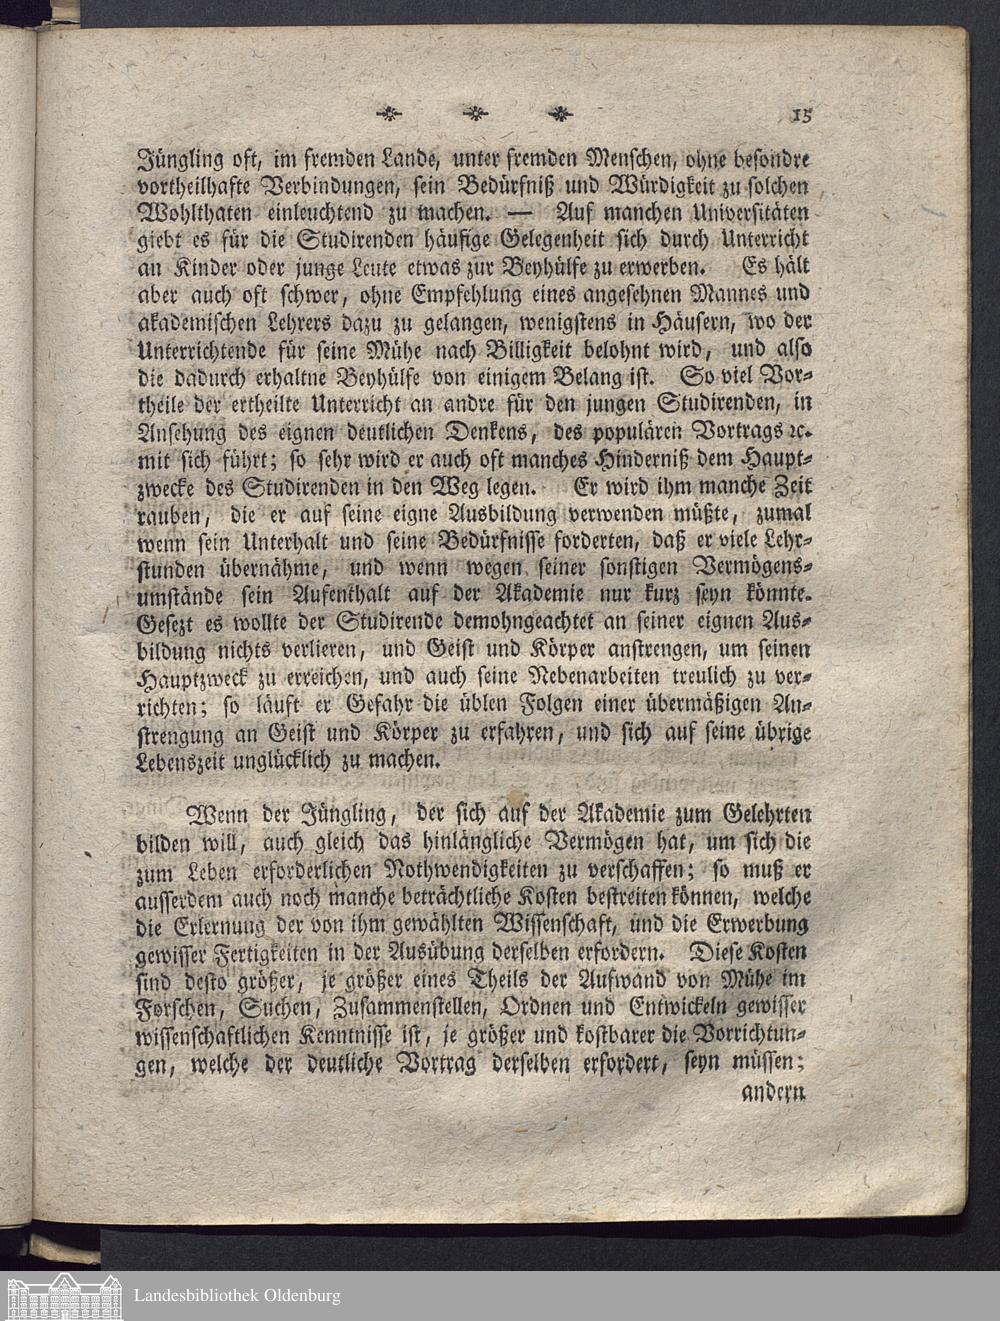 15
Jüngling oft, im fremden Lande, unter fremden Menschen, ohne besondre
vortheilhafte Verbindungen, sein Bedürfniß und Würdigkeit zu solchen
Wohlthaten einleuchtend zu machen. — Auf manchen Universitäten
giebt es für die Studirenden häufige Gelegenheit sich durch Unterricht
an Kinder oder junge Leute etwas zur Beyhülfe zu erwerben. Es hält
aber auch oft schwer, ohne Empfehlung eines angesehnen Mannes und
akademischen Lehrers dazu zu gelangen, wenigstens in Häusern, wo der
Unterrichtende für seine Mühe nach Billigkeit belohnt wird, und also
die dadurch erhaltne Beyhülfe von einigem Belang ist. So viel Vor-
theile der ertheilte Unterricht an andre für den jungen Studirenden, in
Ansehung des eignen deutlichen Denkens, des populären Vortrags ꝛc.
mit sich führt; so sehr wird er auch oft manches Hinderniß dem Haupt-
zwecke des Studirenden in den Weg legen. Er wird ihm manche Zeit
rauben, die er auf seine eigne Ausbildung verwenden müßte, zumal
wenn sein Unterhalt und seine Bedürfnisse forderten, daß er viele Lehr-
stunden übernähme, und wenn wegen seiner sonstigen Vermögens-
umstände sein Aufenthalt auf der Akademie nur kurz seyn könnte.
Gesezt es wollte der Studirende demohngeachtet an seiner eignen Aus-
bildung nichts verlieren, und Geist und Körper anstrengen, um seinen
Hauptzweck zu erreichen, und auch seine Nebenarbeiten treulich zu ver-
richten; so läuft er Gefahr die üblen Folgen einer übermäßigen An-
strengung an Geist und Körper zu erfahren, und sich auf seine übrige
Lebenszeit unglücklich zu machen.
Wenn der Jüngling, der sich auf der Akademie zum Gelehrten
bilden will, auch gleich das hinlängliche Vermögen hat, um sich die
zum Leben erforderlichen Nothwendigkeiten zu verschaffen; so muß er
ausserdem auch noch manche beträchtliche Kosten bestreiten können, welche
die Erlernung der von ihm gewählten Wissenschaft, und die Erwerbung
gewisser Fertigkeiten in der Ausübung derselben erfordern. Diese Kosten
sind desto größer, je größer eines Theils der Aufwand von Mühe im
Forschen, Suchen, Zusammenstellen, Ordnen und Entwickeln gewisser
wissenschaftlichen Kenntnisse ist, je größer und kostbarer die Vorrichtun-
gen, welche der deutliche Vortrag derselben erfordert, seyn müssen;
andern
Landesbibliothek Oldenburg